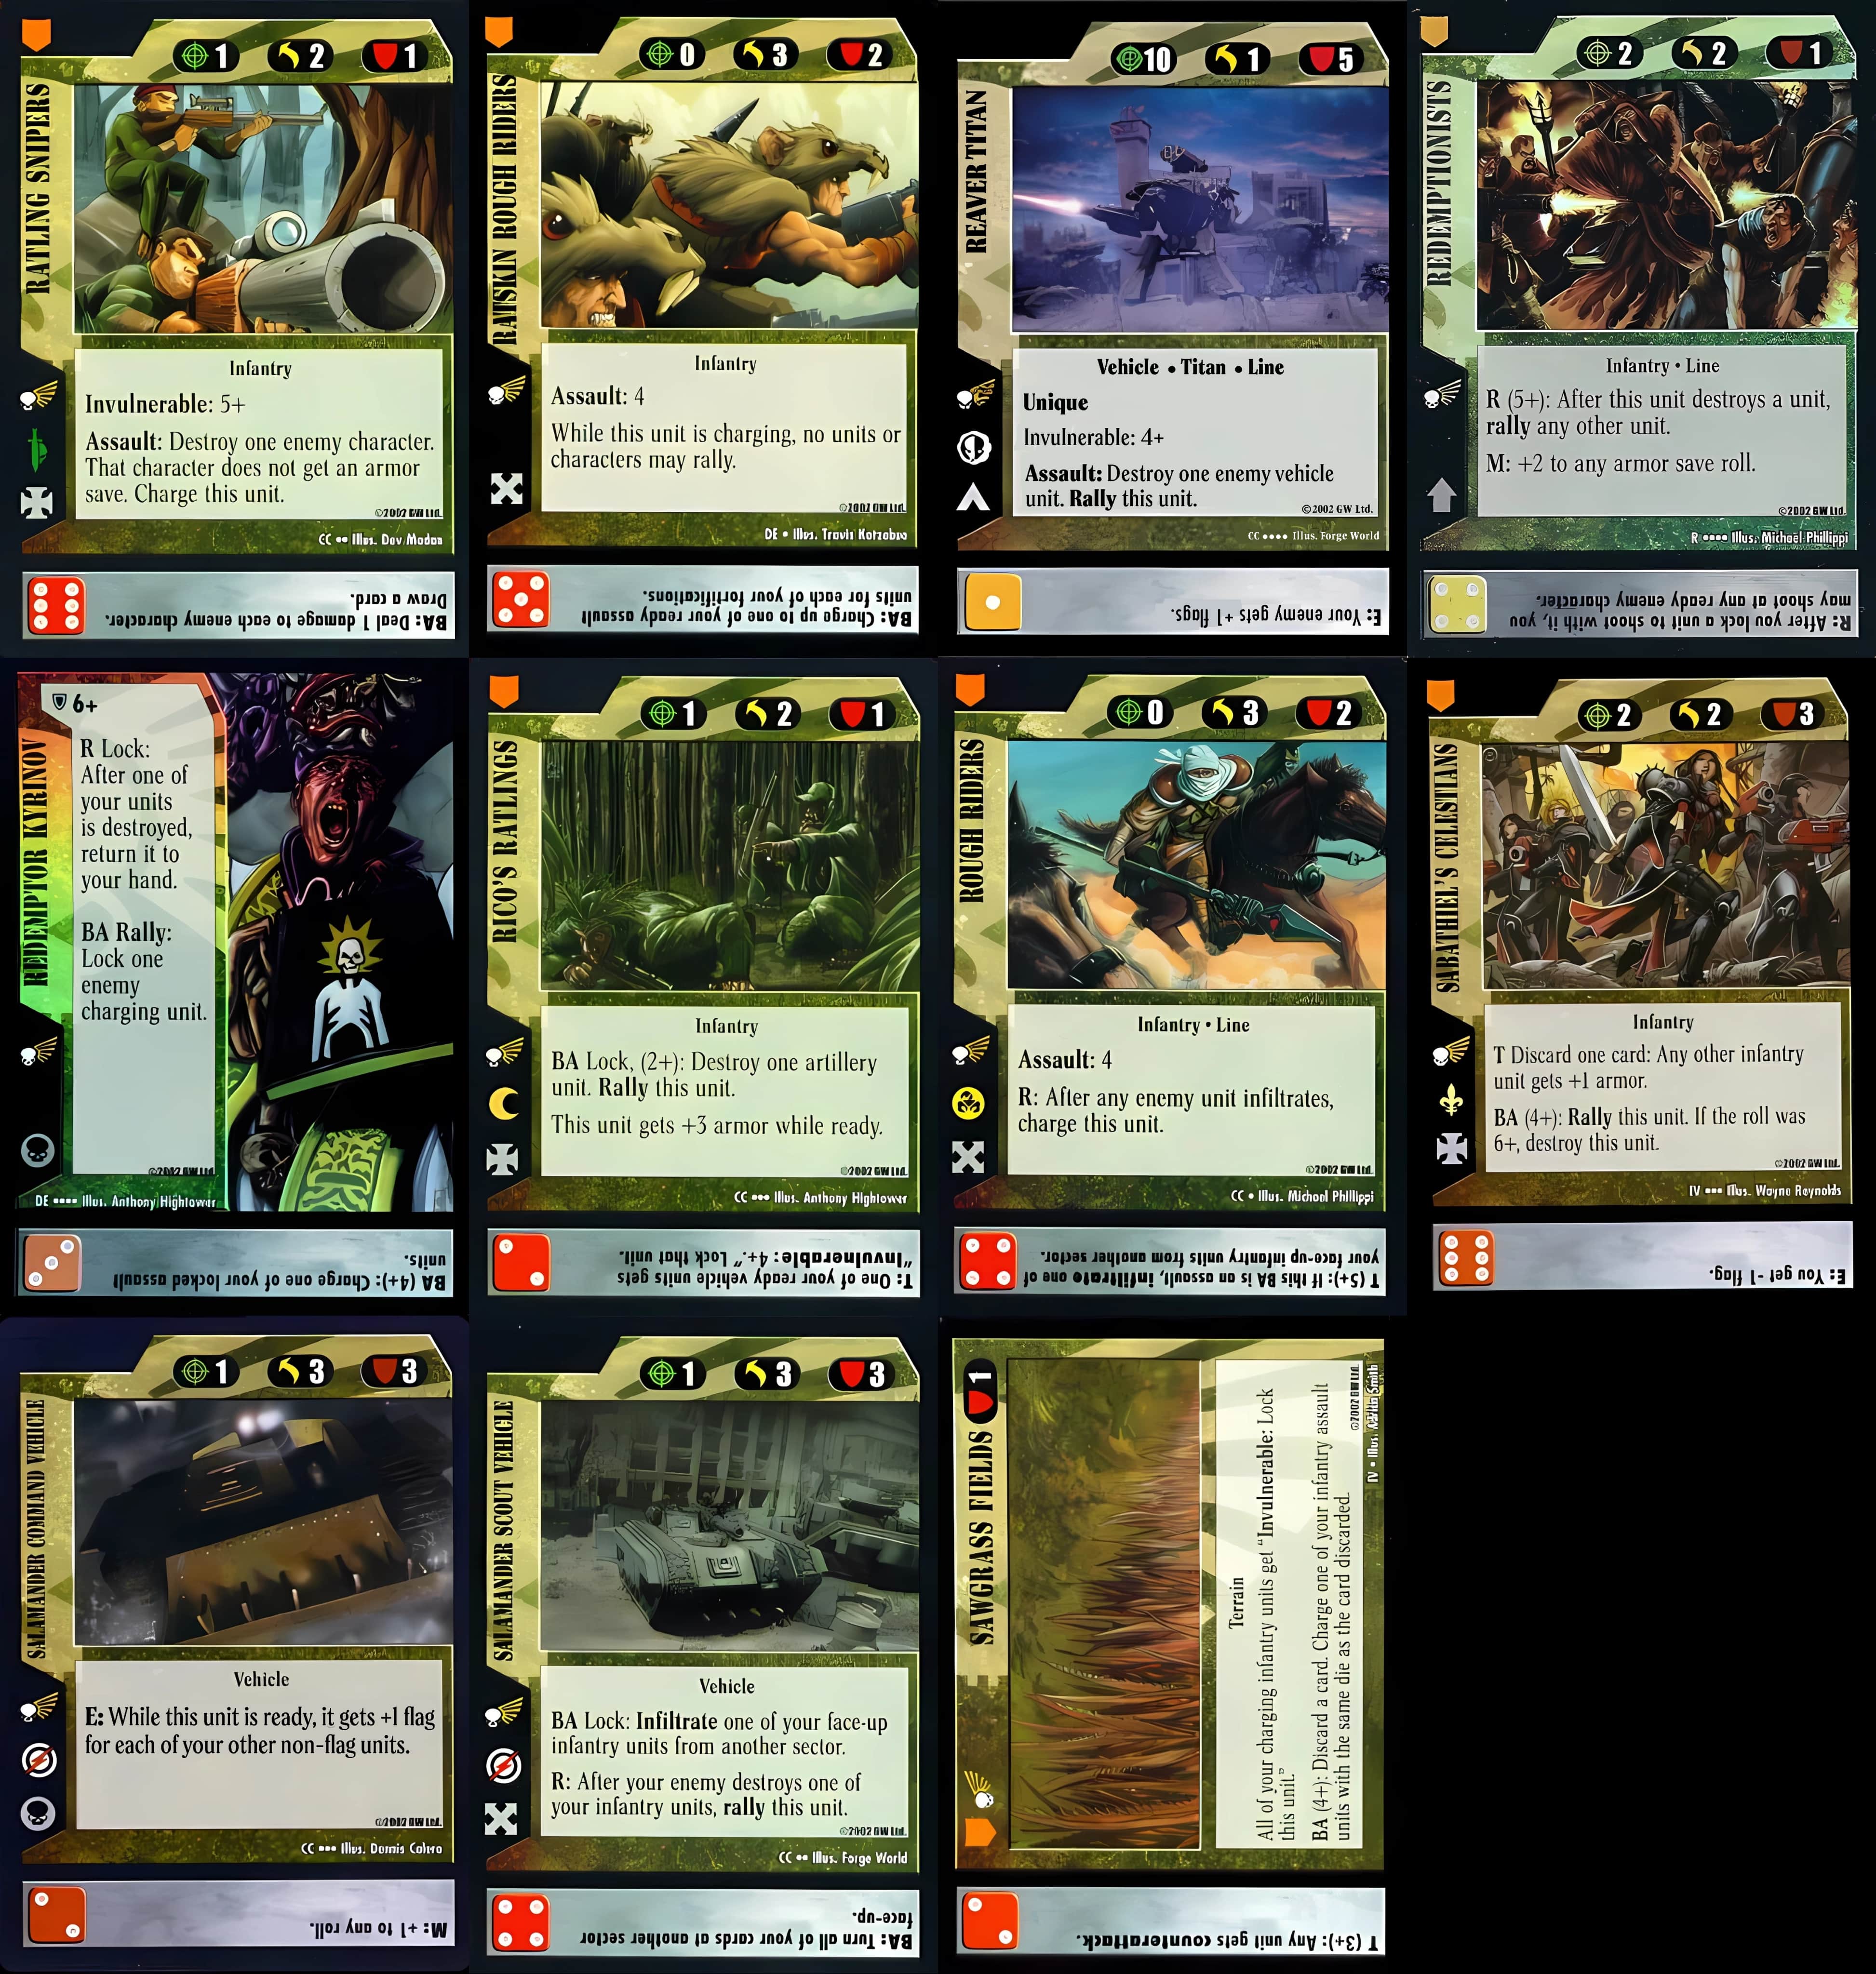 1 2 1
RATLING SNIPERS
Infantry
Invulnerable: 5+
Assault: Destroy one enemy character.
That character does not get an armor
save. Charge this unit.
©2002 GW Ltd.
CC •• Illus. Dav Madan
BA: Deal 1 damage to each enemy character.
Draw a card.
0 3 2
RATSKIN ROUGH RIDERS
Infantry
Assault: 4
While this unit is charging, no units or
characters may rally.
©2002 GW Ltd.
DE • Illus. Travis Kotzebue
BA: Charge up to one of your ready assault
units for each of your fortifications.
10 1 5
REAVER TITAN
Vehicle • Titan • Line
Unique
Invulnerable: 4+
Assault: Destroy one enemy vehicle
unit. Rally this unit.
©2002 GW Ltd.
CC •••• Illus. Forge World
E: Your enemy gets +1 flags.
2 2 1
REDEMPTIONISTS
Infantry • Line
R (5+): After this unit destroys a unit,
rally any other unit.
M: +2 to any armor save roll.
©2002 GW Ltd.
R •••• Illus. Michael Phillippi
R: After you lock a unit to shoot with it, you
may shoot at any ready enemy character.
6+
REDEMPTOR KYRINOV
R Lock:
After one of
your units
is destroyed,
return it to
your hand.
BA Rally:
Lock one
enemy
charging unit.
©2002 GW Ltd.
DE •••• Illus. Anthony Hightower
BA (4+): Charge one of your locked assault
units.
1 2 1
RICO'S RATLINGS
Infantry
BA Lock, (2+): Destroy one artillery
unit. Rally this unit.
This unit gets +3 armor while ready.
©2002 GW Ltd.
CC ••• Illus. Anthony Hightower
T: One of your ready vehicle units gets
"Invulnerable: 4+." Lock that unit.
0 3 2
ROUGH RIDERS
Infantry • Line
Assault: 4
R: After any enemy unit infiltrates,
charge this unit.
©2002 GW Ltd.
CC • Illus. Michael Phillippi
T (5+): If this BA is an assault, infiltrate one of
your face-up infantry units from another sector.
2 2 3
SABATHIEL'S CELESTIANS
Infantry
T Discard one card: Any other infantry
unit gets +1 armor.
BA (4+): Rally this unit. If the roll was
6+, destroy this unit.
©2002 GW Ltd.
IV ••• Illus. Wayne Reynolds
E: You get -1 flag.
1 3 3
SALAMANDER COMMAND VEHICLE
Vehicle
E: While this unit is ready, it gets +1 flag
for each of your other non-flag units.
©2002 GW Ltd.
CC ••• Illus. Dennis Calero
M: +1 to any roll.
1 3 3
SALAMANDER SCOUT VEHICLE
Vehicle
BA Lock: Infiltrate one of your face-up
infantry units from another sector.
R: After your enemy destroys one of
your infantry units, rally this unit.
©2002 GW Ltd.
CC •• Illus. Forge World
BA: Turn all of your cards at another sector
face-up.
1
SAWGRASS FIELDS
Terrain
All of your charging infantry units get "Invulnerable: Lock
this unit."
BA (4+): Discard a card. Charge one of your infantry assault
units with the same die as the card discarded.
©2002 GW Ltd.
IV • Illus. Smith
T (3+): Any unit gets counterattack.